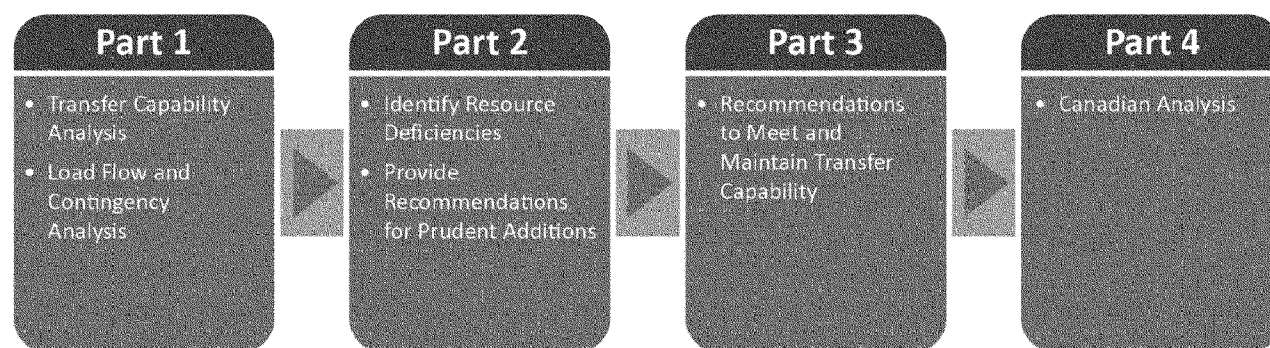 Part 1
• Transfer Capability
Analysis
• Load Flow and
Contingency
Analysis
Part 2
• Identify Resource
Deficiencies
• Provide
Recommendations
for Prudent Additions
Part 3
• Recommendations
to Meet and
Maintain Transfer
Capability
Part 4
• Canadian Analysis